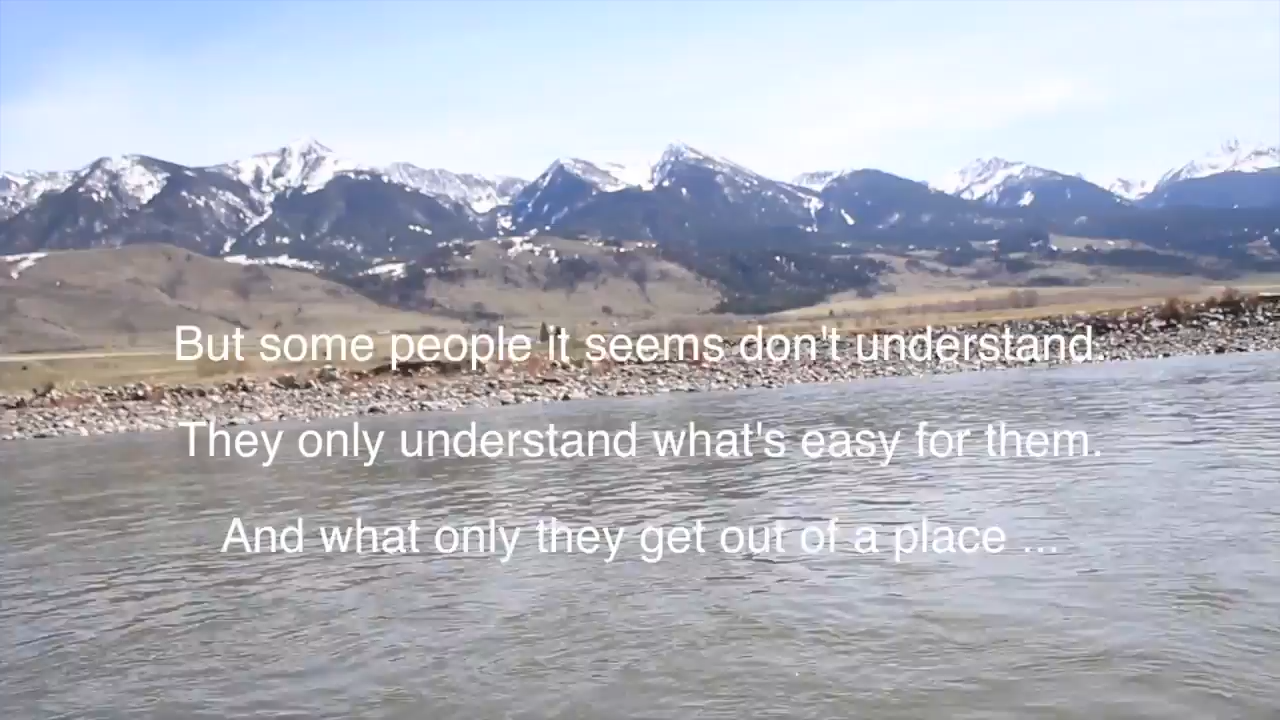 But some people it seems don't understand.
They only understand what's easy for them.
And what only they get out of a place ...